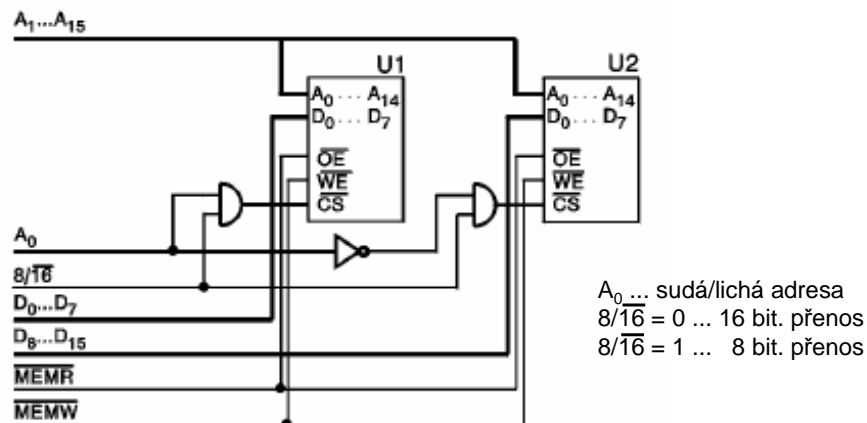 A1...A15
U1
U2
A0 ... A14
D0 ... D7
OE
WE
CS
A0 ... A14
D0 ... D7
OE
WE
CS
A0
8/16
D0...D7
D8...D15
MEMR
MEMW
A0 ... sudá/lichá adresa
8/16 = 0 ... 16 bit. přenos
8/16 = 1 ... 8 bit. přenos